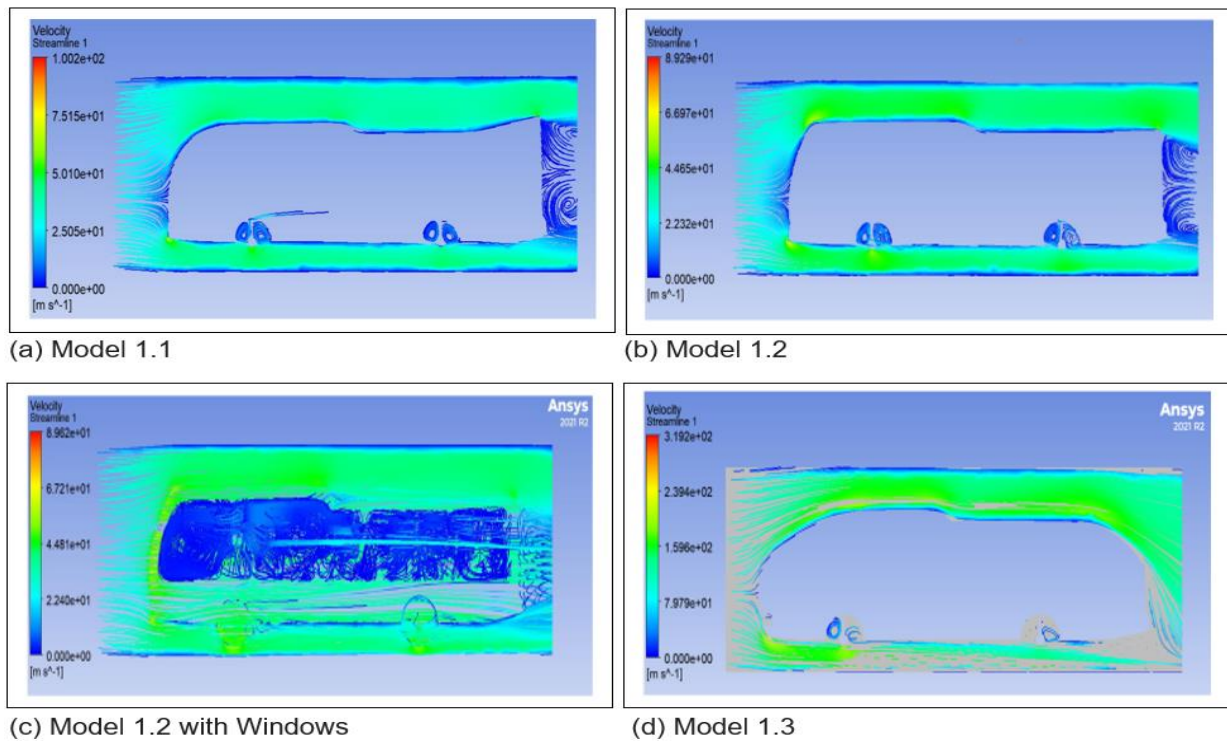 Velocity
Streamline 1
1.002e+02
7.515e+01
5.010e+01
2.505e+01
0.000e+00
[m s^-1]
(a) Model 1.1
Velocity
Streamline 1
8.929e+01
6.697e+01
4.465e+01
2.232e+01
0.000e+00
[m s^-1]
(b) Model 1.2
Velocity
Streamline 1
8.962e+01
6.721e+01
4.481e+01
2.240e+01
0.000e+00
[m s^-1]
Ansys
2021 R2
(c) Model 1.2 with Windows
Velocity
Streamline 1
3.192e+02
2.394e+02
1.596e+02
7.979e+01
0.000e+00
[m s^-1]
Ansys
2021 R2
(d) Model 1.3